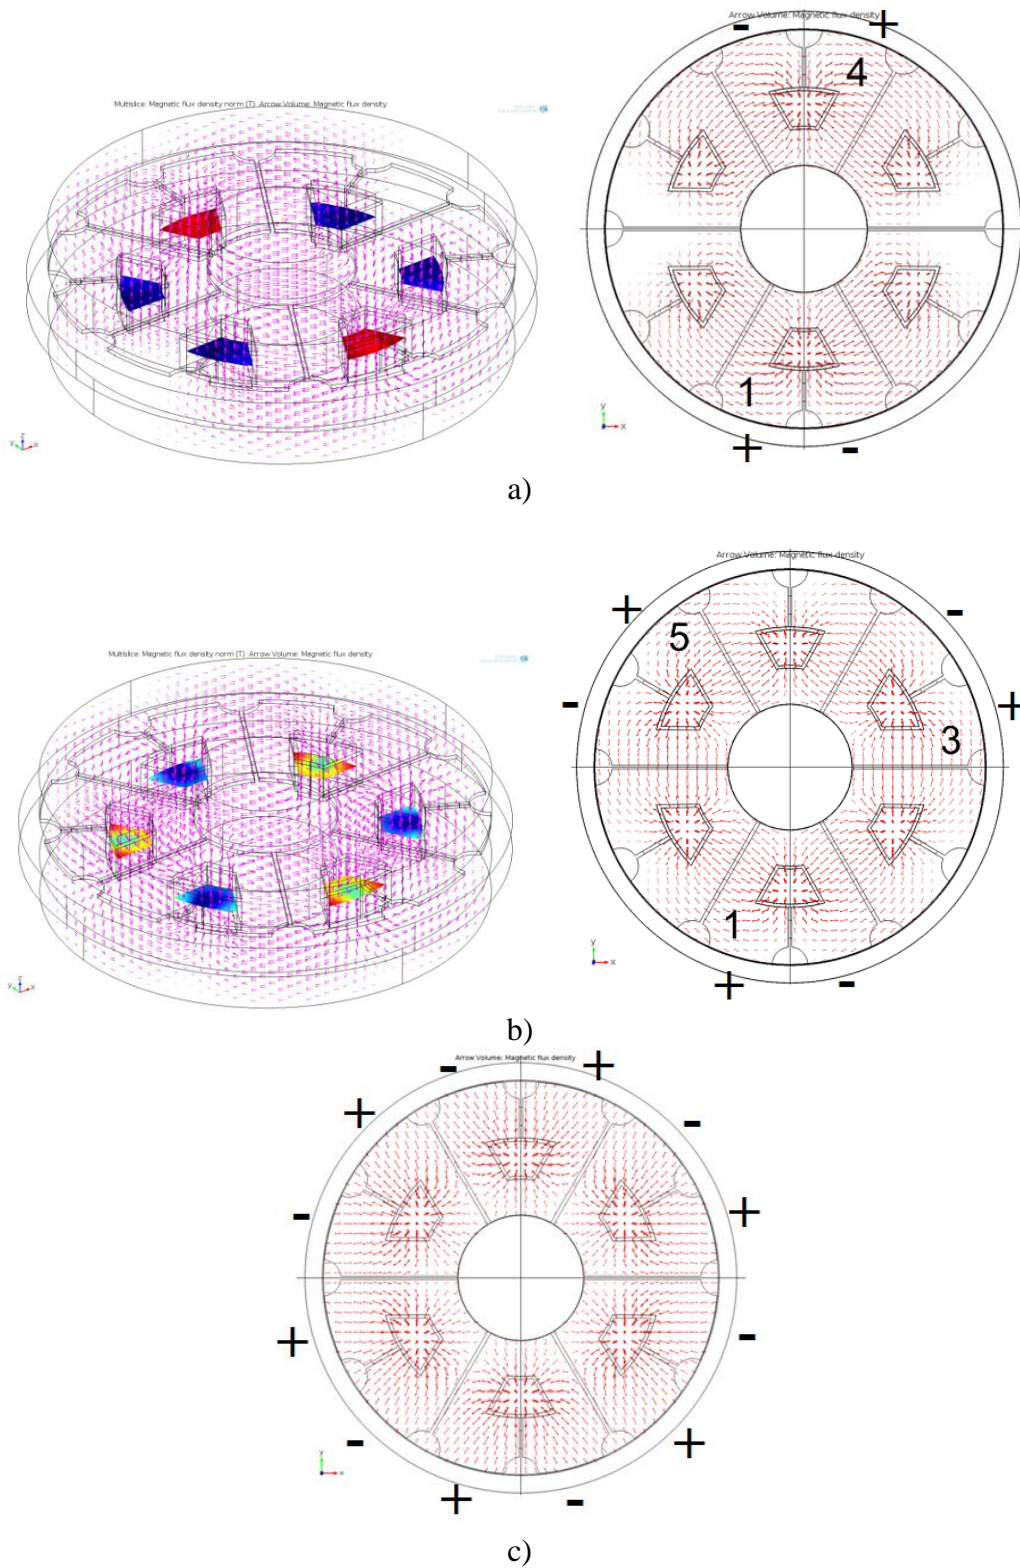 Arrow Volume: Magnetic flux density
- +
4
Multislice: Magnetic flux density norm (T) Arrow Volume: Magnetic flux density
z
y x
1
y
x
+ -
a)
Arrow Volume: Magnetic flux density
+ -
5
Multislice: Magnetic flux density norm (T) Arrow Volume: Magnetic flux density
- +
3
1
y
x
z
y x
+ -
b)
Arrow Volume: Magnetic flux density
- +
+ -
- +
+ -
- +
y
x
+ -
c)